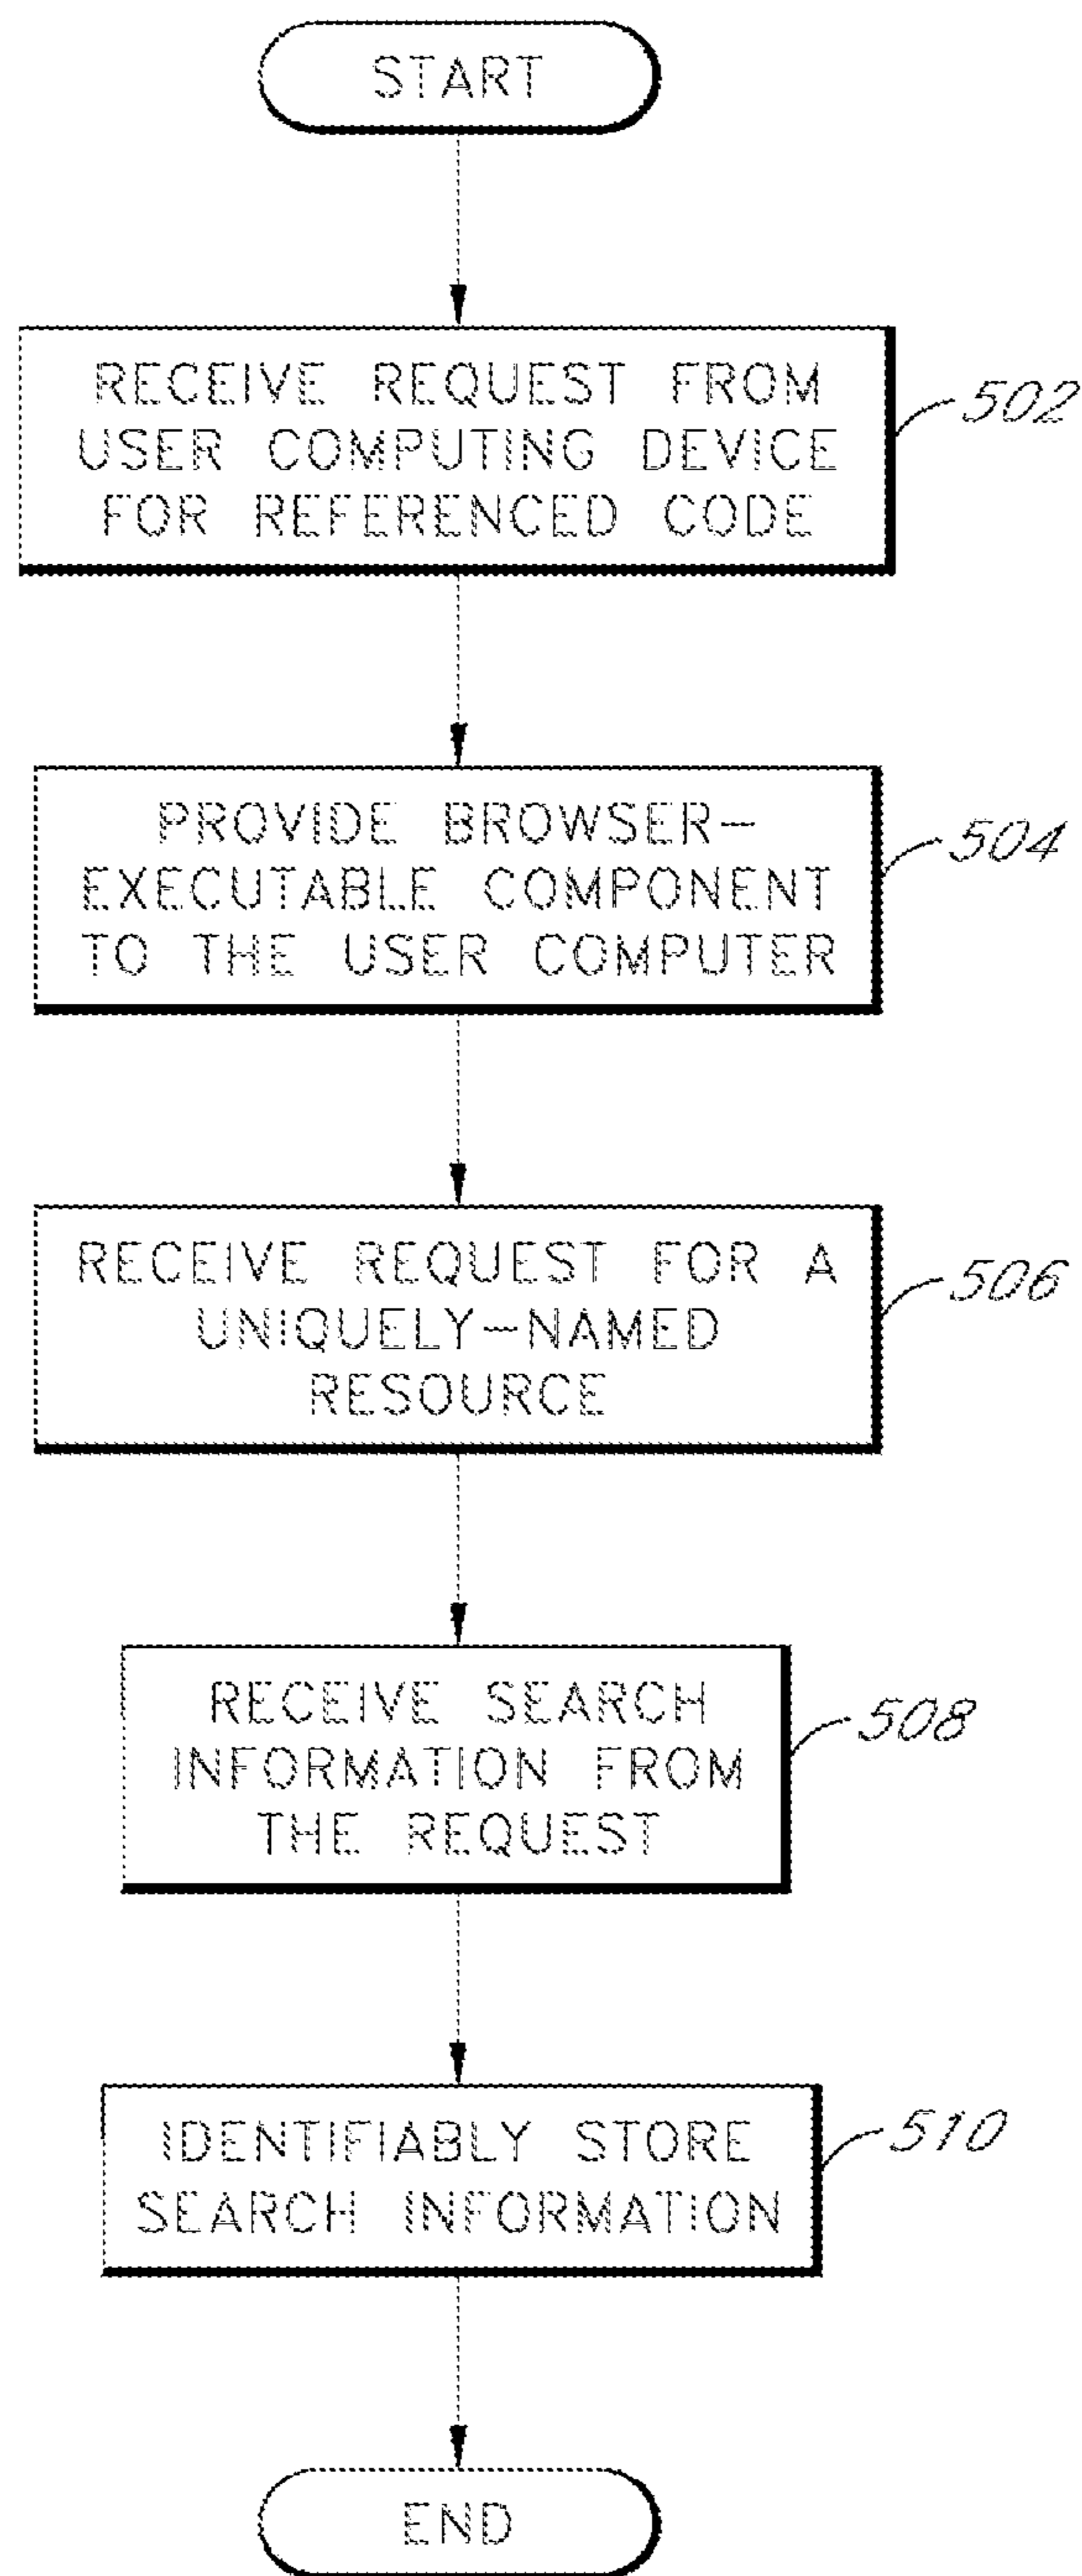 START
RECEIVE REQUEST FROM
USER COMPUTING DEVICE
FOR REFERENCED CODE
502
PROVIDE BROWSER-
EXECUTABLE COMPONENT
TO THE USER COMPUTER
504
RECEIVE REQUEST FOR A
UNIQUELY-NAMED
RESOURCE
506
RECEIVE SEARCH
INFORMATION FROM
THE REQUEST
508
IDENTIFIABLY STORE
SEARCH INFORMATION
510
END